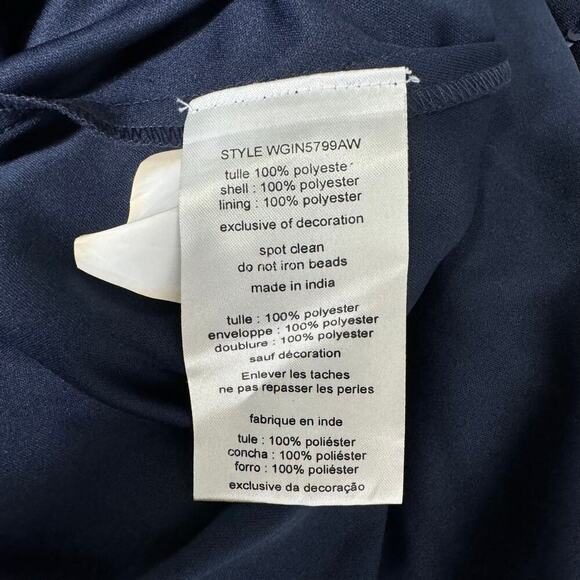 STYLE WGIN5799AW
tulle 100% polyester
shell : 100% polyester
lining : 100% polyester
exclusive of decoration
spot clean
do not iron beads
made in india
tulle : 100% polyester
enveloppe : 100% polyester
doublure : 100% polyester
sauf décoration
Enlever les taches
ne pas repasser les perles
fabrique en inde
tule : 100% poliéster
concha : 100% poliéster
forro : 100% poliéster
exclusive da decoração